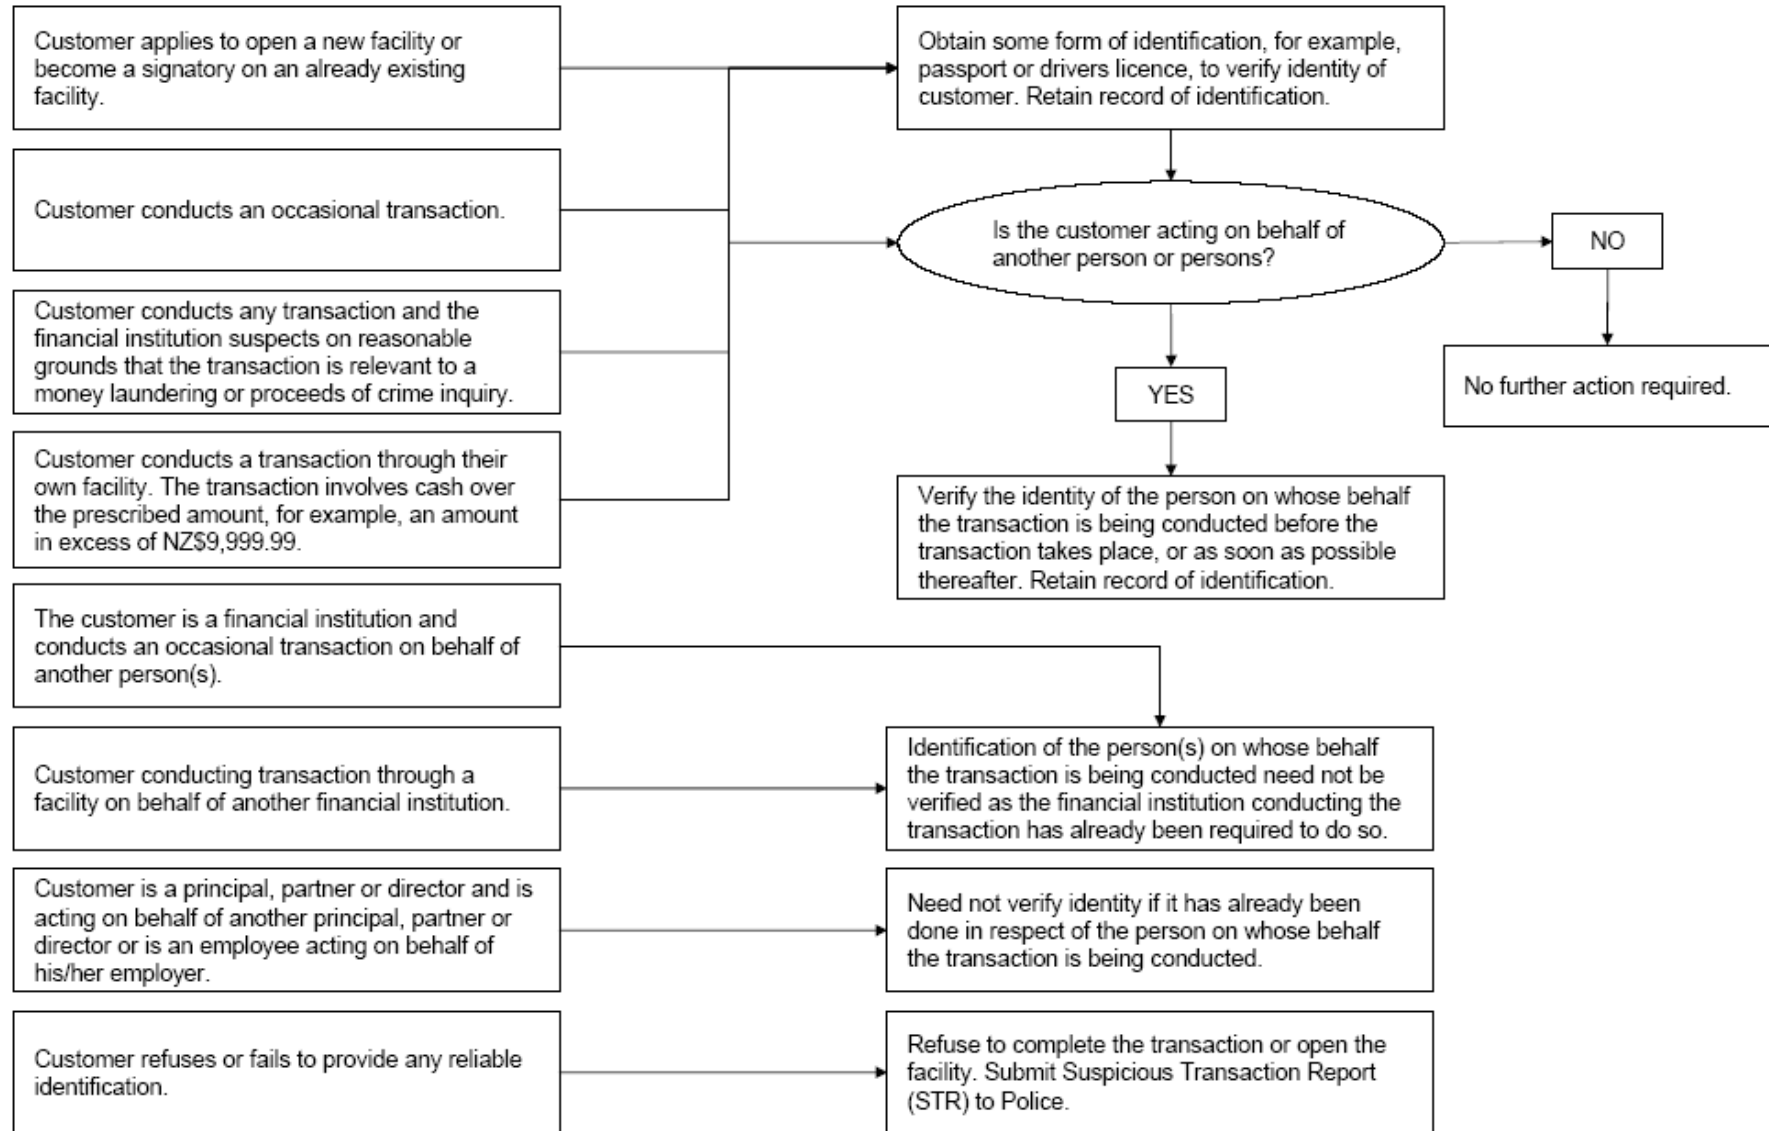 Customer applies to open a new facility or
become a signatory on an already existing
facility.
Obtain some form of identification, for example,
passport or drivers licence, to verify identity of
customer. Retain record of identification.
Customer conducts an occasional transaction.
Is the customer acting on behalf of
another person or persons?
NO
Customer conducts any transaction and the
financial institution suspects on reasonable
grounds that the transaction is relevant to a
money laundering or proceeds of crime inquiry.
YES
No further action required.
Customer conducts a transaction through their
own facility. The transaction involves cash over
the prescribed amount, for example, an amount
in excess of NZ$9,999.99.
Verify the identity of the person on whose behalf
the transaction is being conducted before the
transaction takes place, or as soon as possible
thereafter. Retain record of identification.
The customer is a financial institution and
conducts an occasional transaction on behalf of
another person(s).
Customer conducting transaction through a
facility on behalf of another financial institution.
Identification of the person(s) on whose behalf
the transaction is being conducted need not be
verified as the financial institution conducting the
transaction has already been required to do so.
Customer is a principal, partner or director and is
acting on behalf of another principal, partner or
director or is an employee acting on behalf of
his/her employer.
Need not verify identity if it has already been
done in respect of the person on whose behalf
the transaction is being conducted.
Customer refuses or fails to provide any reliable
identification.
Refuse to complete the transaction or open the
facility. Submit Suspicious Transaction Report
(STR) to Police.